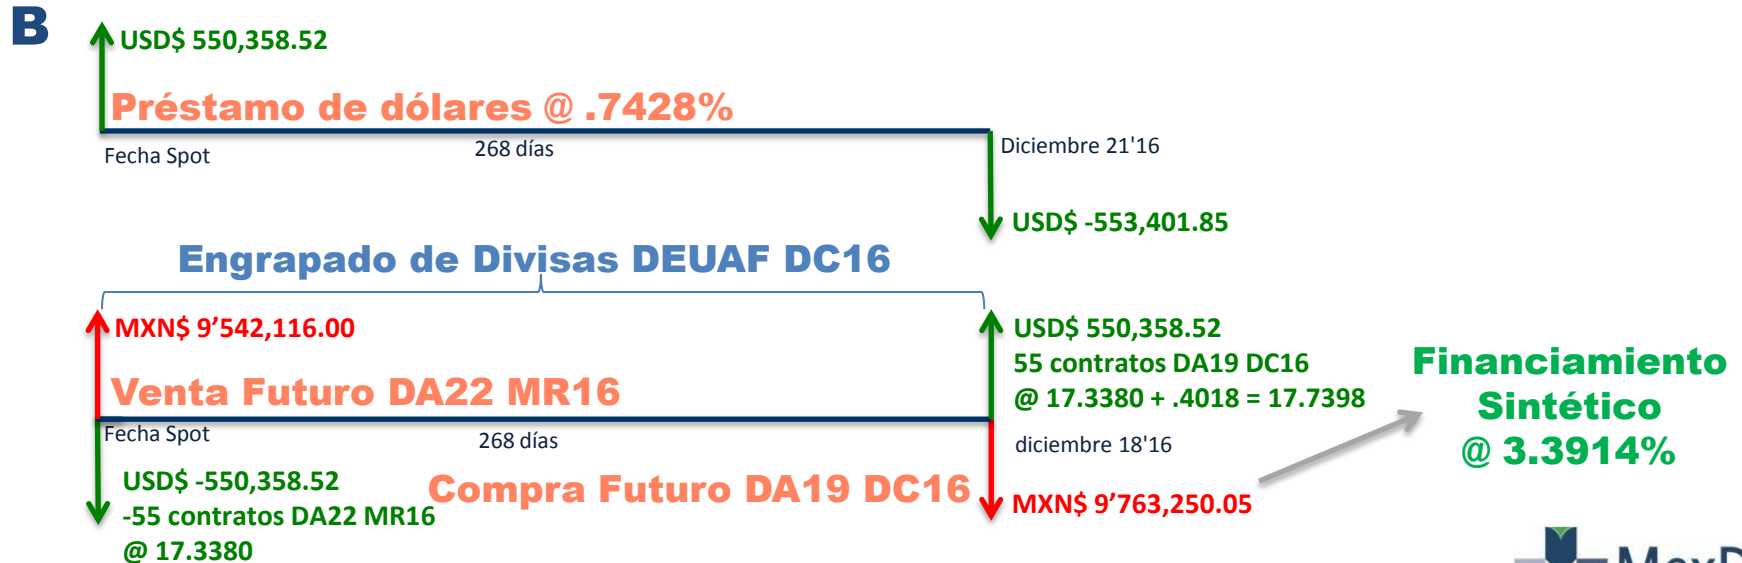 B
USD$ 550,358.52
Préstamo de dólares @ .7428%
Fecha Spot
268 días
Diciembre 21'16
USD$ -553,401.85
Engrapado de Divisas DEUAF DC16
MXN$ 9’542,116.00
USD$ 550,358.52
55 contratos DA19 DC16
@ 17.3380 + .4018 = 17.7398
Venta Futuro DA22 MR16
Fecha Spot
268 días
diciembre 18'16
Financiamiento
Sintético
@ 3.3914%
USD$ -550,358.52
-55 contratos DA22 MR16
@ 17.3380
Compra Futuro DA19 DC16
MXN$ 9’763,250.05